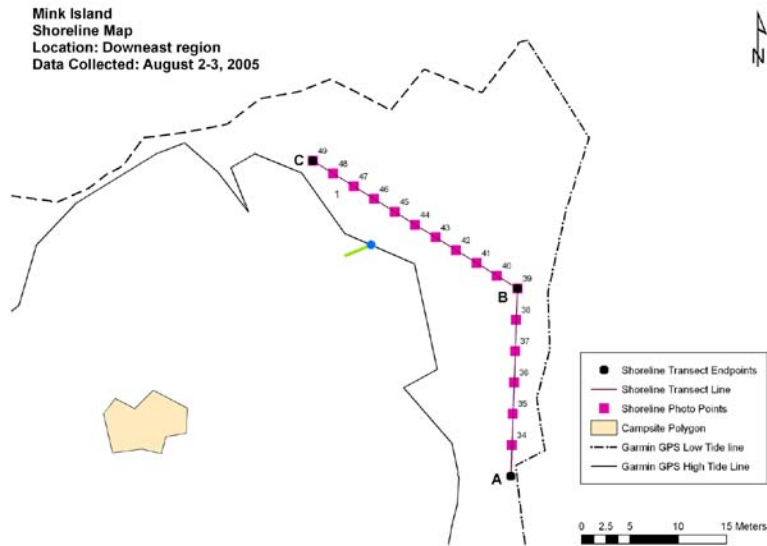 Mink Island
Shoreline Map
Location: Downeast region
Data Collected: August 2-3, 2005
N
C
49
48
47
1
46
45
44
43
42
41
40
39
B
38
37
36
35
34
A
Shoreline Transect Endpoints
Shoreline Transect Line
Shoreline Photo Points
Campsite Polygon
Garmin GPS Low Tide line
Garmin GPS High Tide Line
0 2.5 5 10 15 Meters